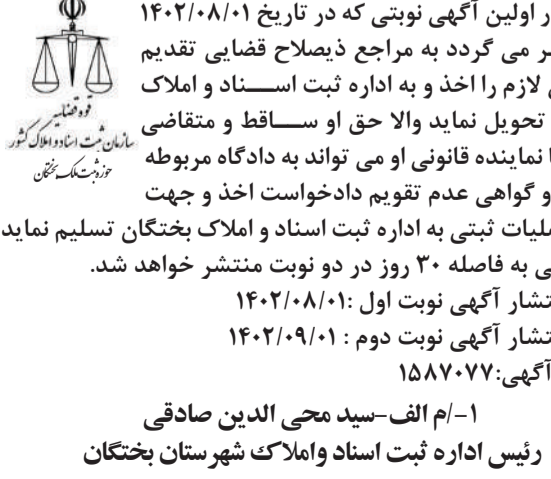 ر اولین آگهی نوبتی که در تاریخ ۱۴۰۲/۰۸/۰۱
ر می گردد به مراجع ذیصلاح قضایی تقدیم
لازم را اخذ و به اداره ثبت اسناد و املاک
تحویل نماید والا حق او ساقط و متقاضی
ا نماینده قانونی او می تواند به دادگاه مربوطه
و گواهی عدم تقویم دادخواست اخذ و جهت
ملیات ثبتی به اداره ثبت اسناد و املاک بختگان تسلیم نماید
ی به فاصله ۳۰ روز در دو نوبت منتشر خواهد شد.
تشار آگهی نوبت اول :۱۴۰۲/۰۸/۰۱
تشار آگهی نوبت دوم : ۱۴۰۲/۰۹/۰۱
آگهی:۱۵۸۷۰۷۷
۱-/م الف-سید محی الدین صادقی
رئیس اداره ثبت اسناد واملاک شهرستان بختگان
قوه قضاییه
سازمان ثبت اسناد و املاک کشور
حوزه ثبت ملک بختگان